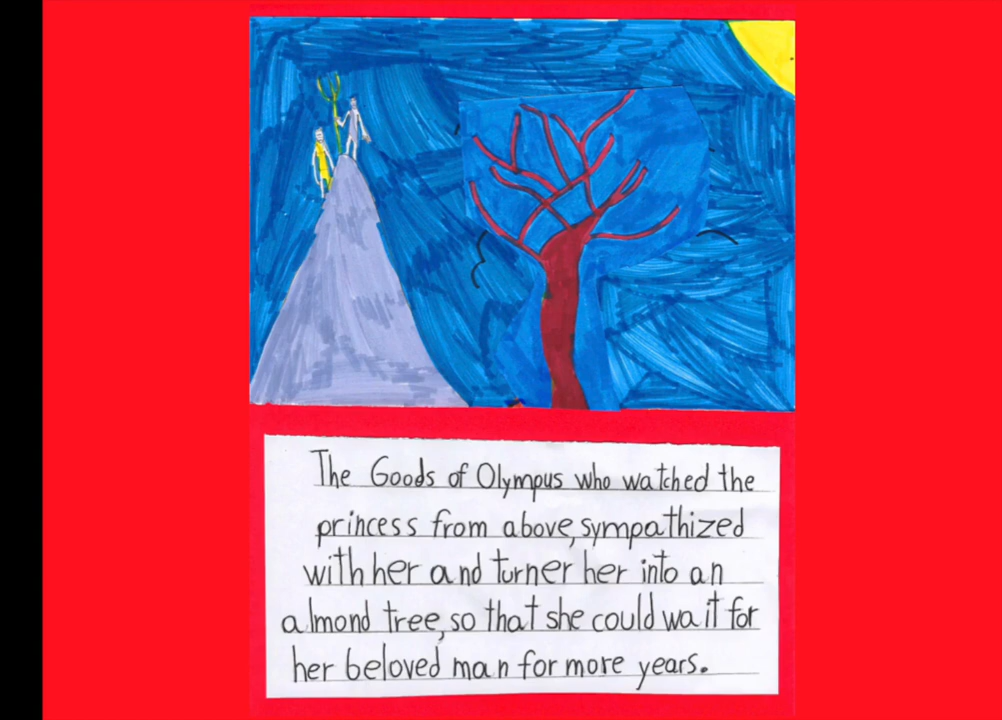 The Goods of Olympus who watched the
princess from above, sympathized
with her and turner her into an
almond tree, so that she could wait for
her beloved man for more years.